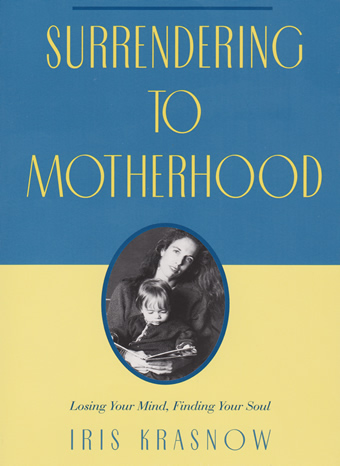 SURRENDERING
TO
MOTHERHOOD
Losing Your Mind, Finding Your Soul
IRIS KRASNOW